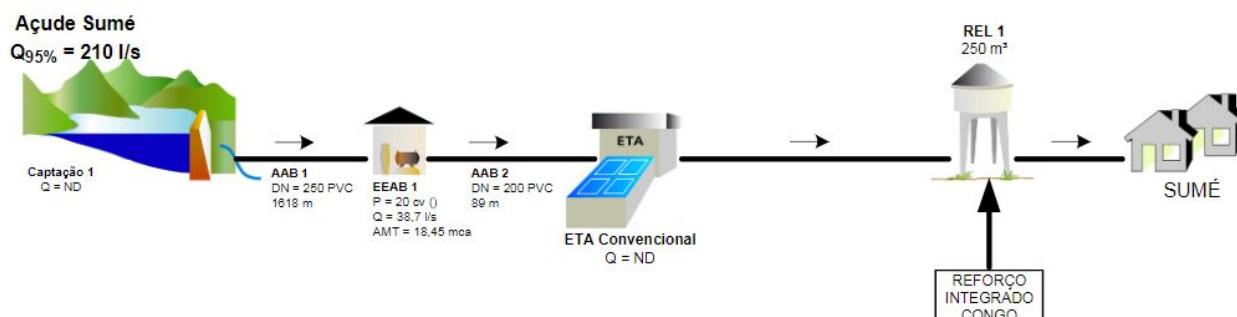 Açude Sumé
Q95% = 210 l/s
Captação 1
Q = ND
AAB 1
DN = 250 PVC
1618 m
EEAB 1
P = 20 cv ()
Q = 38,7 l/s
AMT = 18,45 mca
AAB 2
DN = 200 PVC
89 m
ETA
ETA Convencional
Q = ND
REL 1
250 m³
SUMÉ
REFORÇO
INTEGRADO
CONGO